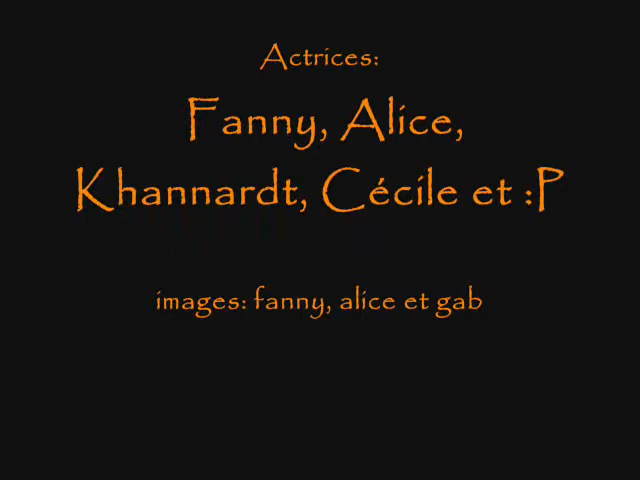 Actrices:
Fanny, Alice,
Khannardt, Cécile et :P
images: fanny, alice et gab